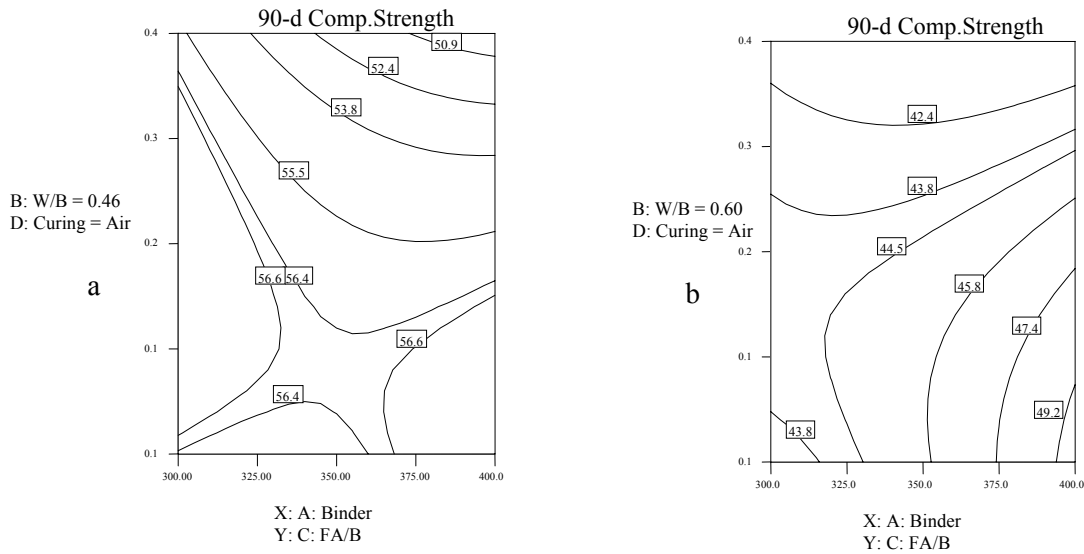 90-d Comp.Strength
0.4
50.9
52.4
53.8
0.3
55.5
B: W/B = 0.46
D: Curing = Air
0.2
56.6
56.4
a
0.1
56.6
56.4
0.1
300.00
325.00
350.00
375.00
400.0
X: A: Binder
Y: C: FA/B
90-d Comp.Strength
0.4
42.4
0.3
43.8
B: W/B = 0.60
D: Curing = Air
44.5
0.2
b
45.8
47.4
0.1
49.2
43.8
0.1
300.0
325.0
350.0
375.0
400.0
X: A: Binder
Y: C: FA/B